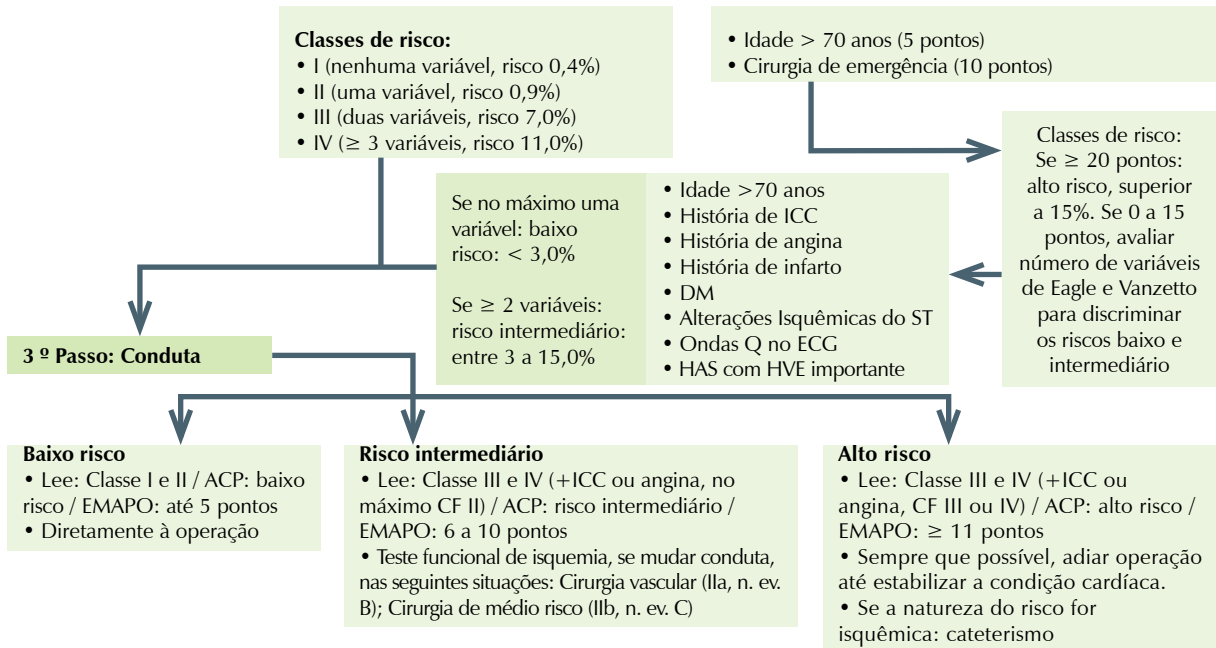 Classes de risco:
• I (nenhuma variável, risco 0,4%)
• II (uma variável, risco 0,9%)
• III (duas variáveis, risco 7,0%)
• IV (≥ 3 variáveis, risco 11,0%)
• Idade > 70 anos (5 pontos)
• Cirurgia de emergência (10 pontos)
Classes de risco:
Se ≥ 20 pontos:
alto risco, superior
a 15%. Se 0 a 15
pontos, avaliar
número de variáveis
de Eagle e Vanzetto
para discriminar
os riscos baixo e
intermediário
Se no máximo uma
variável: baixo
risco: < 3,0%
Se ≥ 2 variáveis:
risco intermediário:
entre 3 a 15,0%
• Idade >70 anos
• História de ICC
• História de angina
• História de infarto
• DM
• Alterações Isquêmicas do ST
• Ondas Q no ECG
• HAS com HVE importante
3 º Passo: Conduta
Baixo risco
• Lee: Classe I e II / ACP: baixo
risco / EMAPO: até 5 pontos
• Diretamente à operação
Risco intermediário
• Lee: Classe III e IV (+ICC ou angina, no
máximo CF II) / ACP: risco intermediário /
EMAPO: 6 a 10 pontos
• Teste funcional de isquemia, se mudar conduta,
nas seguintes situações: Cirurgia vascular (IIa, n. ev.
B); Cirurgia de médio risco (IIb, n. ev. C)
Alto risco
• Lee: Classe III e IV (+ICC ou
angina, CF III ou IV) / ACP: alto risco /
EMAPO: ≥ 11 pontos
• Sempre que possível, adiar operação
até estabilizar a condição cardíaca.
• Se a natureza do risco for
isquêmica: cateterismo